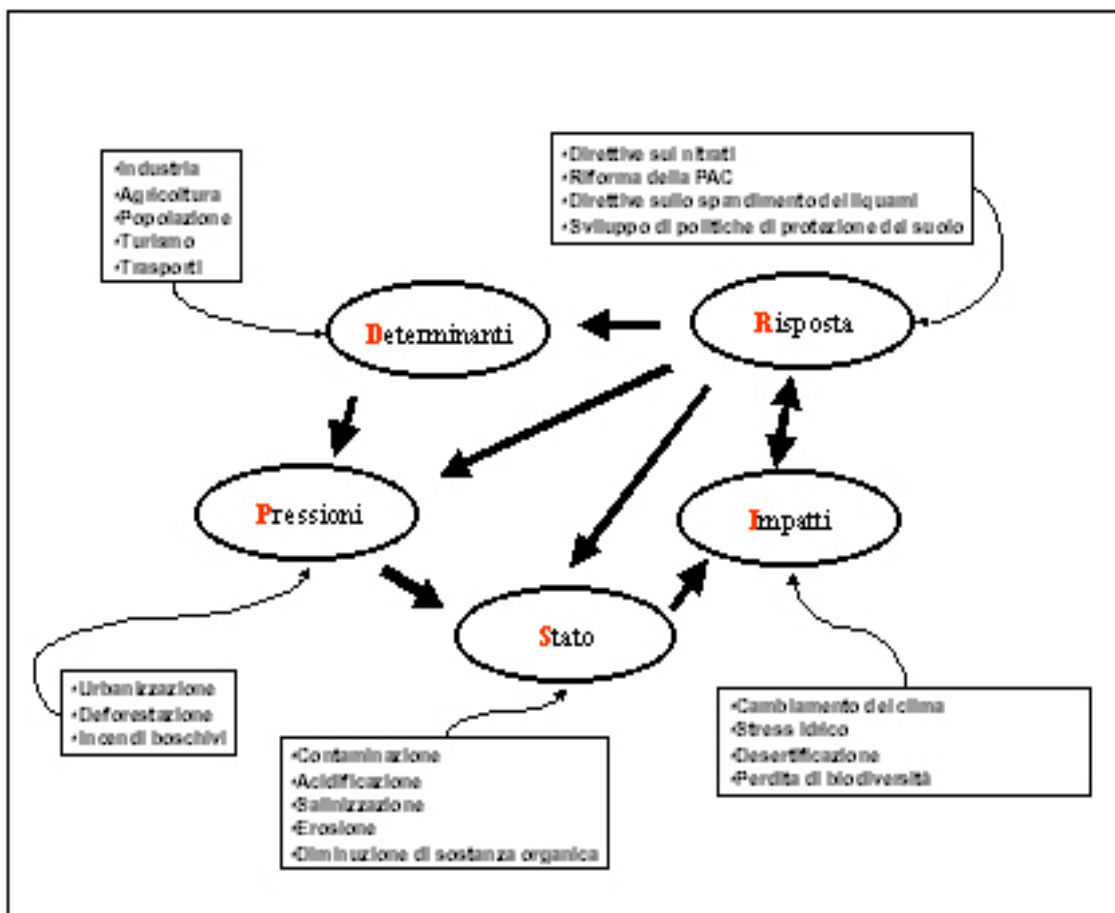 •Industria
•Agricoltura
•Popolazione
•Turismo
•Trasporti
•Direttive sui nitrati
•Riforma della PAC
•Direttive sullo spandimento dei liquami
•Sviluppo di politiche di protezione del suolo
Determinanti
Risposta
Pressioni
Impatti
Stato
•Urbanizzazione
•Deforestazione
•Incendi boschivi
•Contaminazione
•Acidificazione
•Salinizzazione
•Erosione
•Diminuzione di sostanza organica
•Cambiamento del clima
•Stress idrico
•Desertificazione
•Perdita di biodiversità